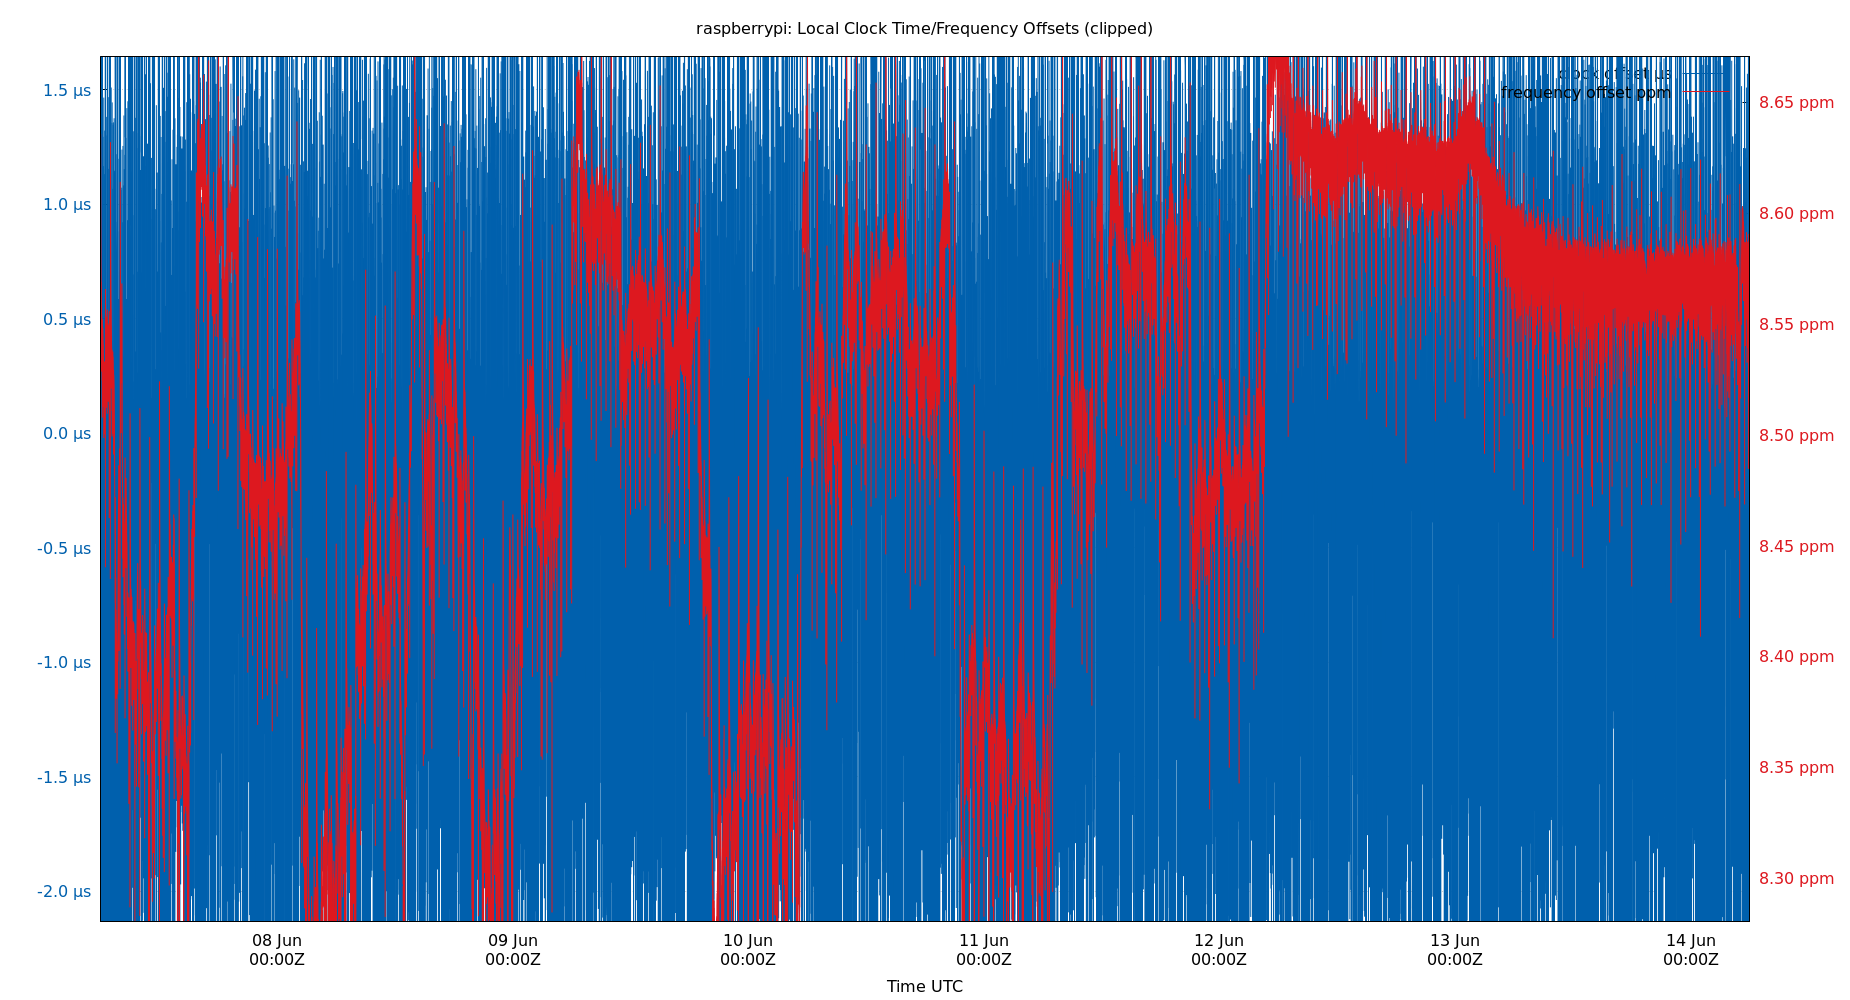 raspberrypi: Local Clock Time/Frequency Offsets (clipped)
clock offset µs
frequency offset ppm
1.5 µs
1.0 µs
0.5 µs
0.0 µs
-0.5 µs
-1.0 µs
-1.5 µs
-2.0 µs
8.65 ppm
8.60 ppm
8.55 ppm
8.50 ppm
8.45 ppm
8.40 ppm
8.35 ppm
8.30 ppm
08 Jun 09 Jun 10 Jun 11 Jun 12 Jun 13 Jun 14 Jun
00:00Z 00:00Z 00:00Z 00:00Z 00:00Z 00:00Z 00:00Z
Time UTC